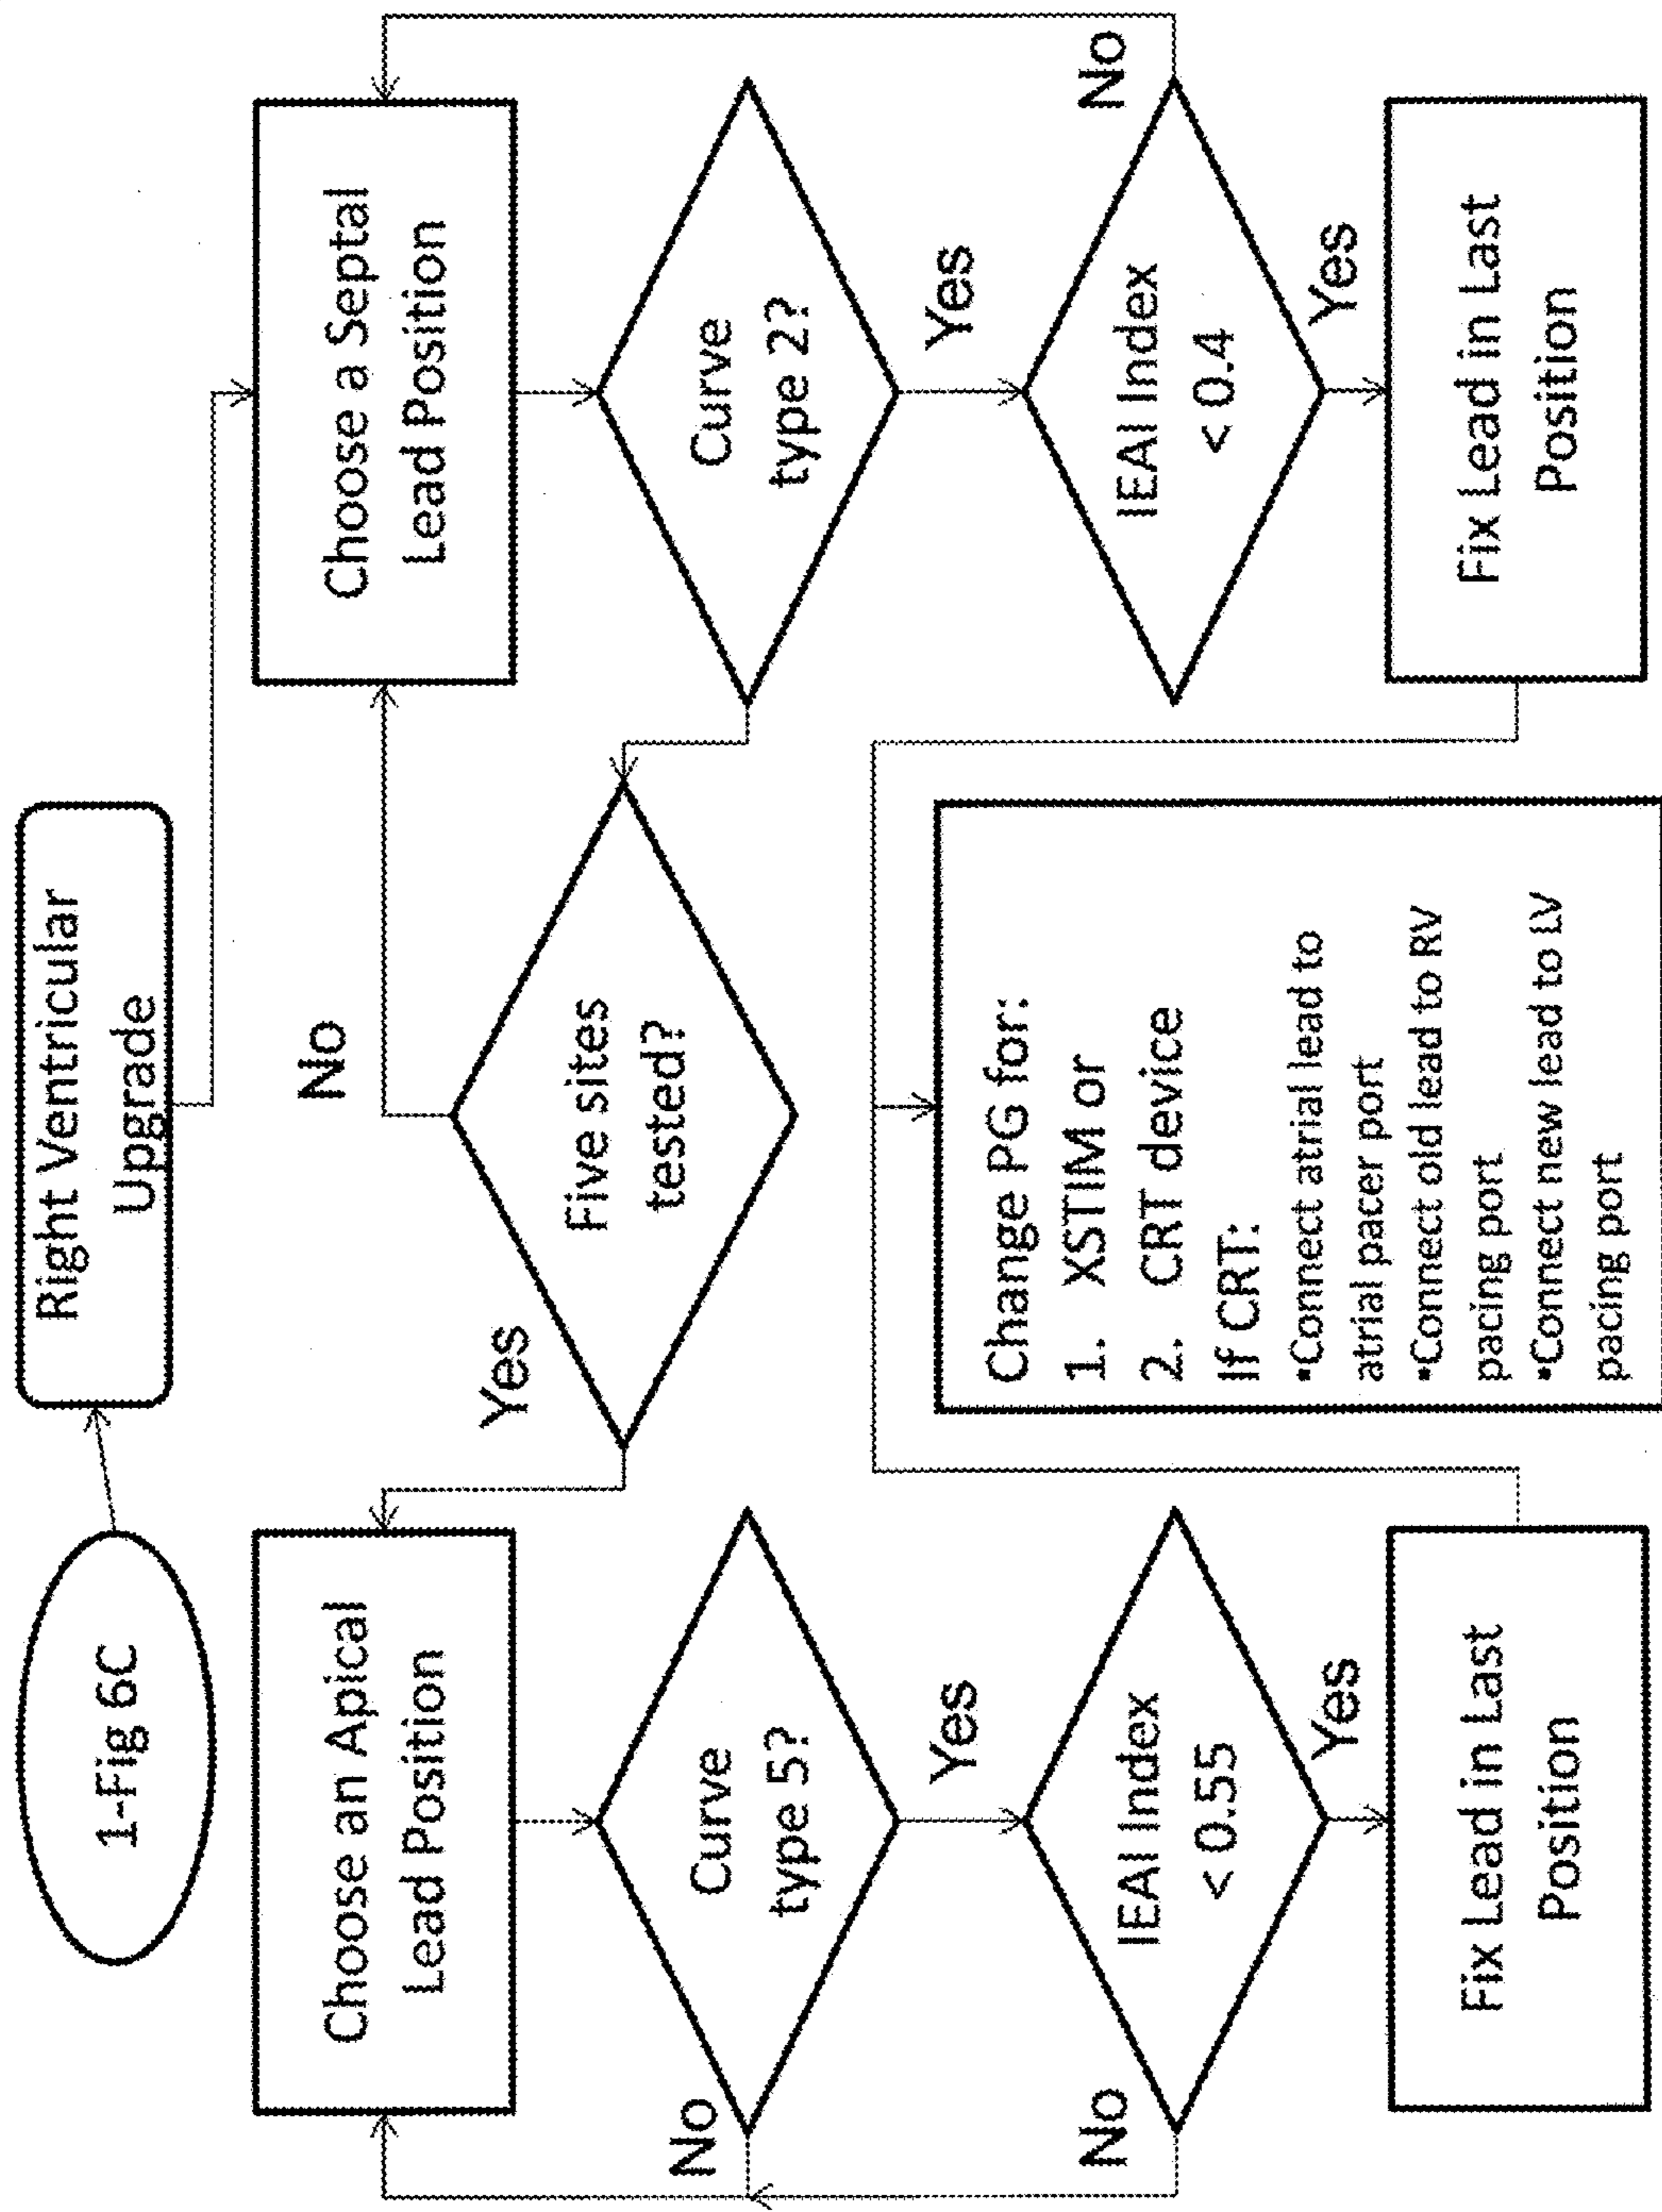 1-Fig 6C
Right Ventricular
Upgrade
Choose an Apical
Lead Position
No
Choose a Septal
Lead Position
Yes
Five sites
tested?
Curve
type 5?
Curve
type 2?
No
Yes
Yes
No
IEAI Index
< 0.55
IEAI Index
< 0.4
No
Yes
Yes
Change PG for:
1. XSTIM or
2. CRT device
If CRT:
*Connect atrial lead to
atrial pacer port
*Connect old lead to RV
pacing port
*Connect new lead to LV
pacing port
Fix Lead in Last
Position
Fix Lead in Last
Position